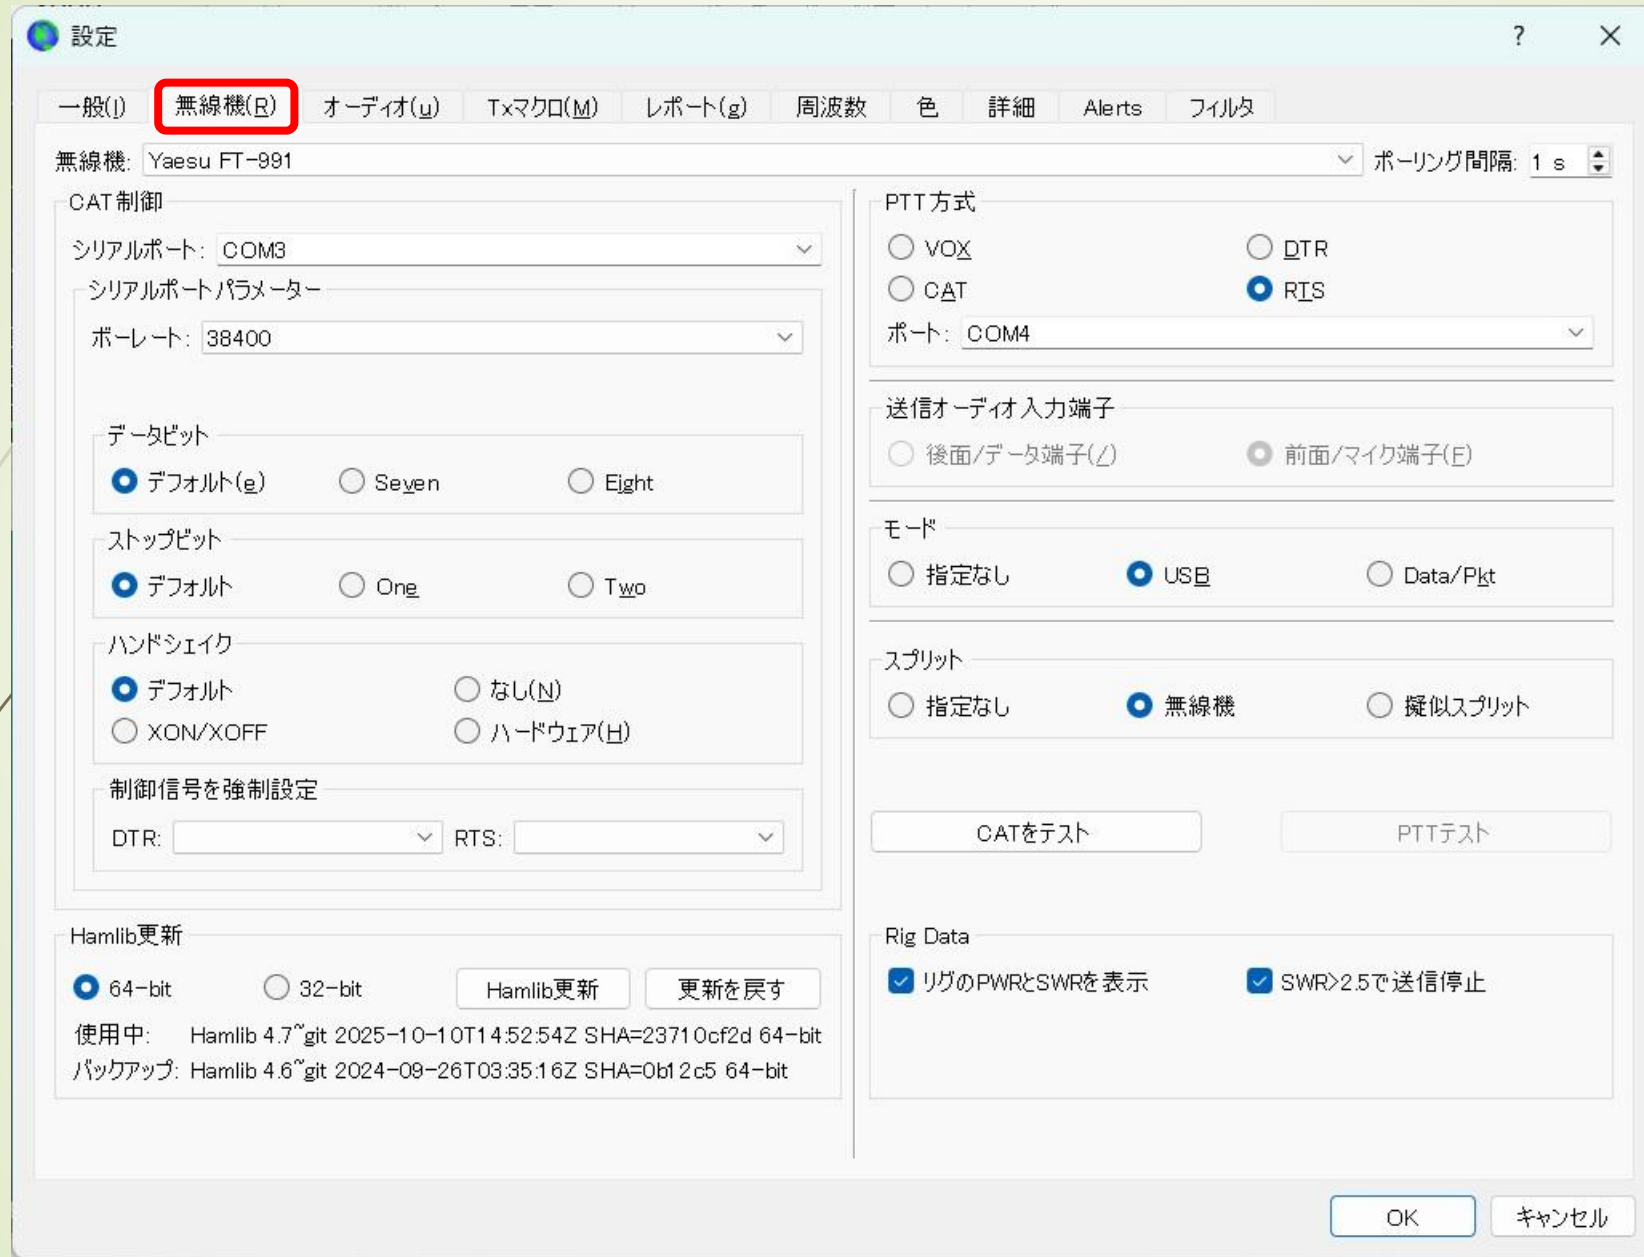 設定
?
一般(I) 無線機(R) オーディオ(u) Txマクロ(M) レポート(g) 周波数 色 詳細 Alerts フィルタ
無線機: Yaesu FT-991 ポーリング間隔: 1 s
CAT制御
シリアルポート: COM3
シリアルポートパラメーター
ボーレート: 38400
データビット
デフォルト(e) Seven Eight
ストップビット
デフォルト One Two
ハンドシェイク
デフォルト なし(N)
XON/XOFF ハードウェア(H)
制御信号を強制設定
DTR: RTS:
Hamlib更新
64-bit 32-bit Hamlib更新 更新を戻す
使用中: Hamlib 4.7~git 2025-10-10T14:52:54Z SHA=23710cf2d 64-bit
バックアップ: Hamlib 4.6~git 2024-09-26T03:35:16Z SHA=0b12c5 64-bit
PTT方式
VOX DTR
CAT RTS
ポート: COM4
送信オーディオ入力端子
後面/データ端子(/) 前面/マイク端子(F)
モード
指定なし USB Data/Pkt
スプリット
指定なし 無線機 擬似スプリット
CATをテスト PTTテスト
Rig Data
リグのPWRとSWRを表示 SWR>2.5で送信停止
OK キャンセル